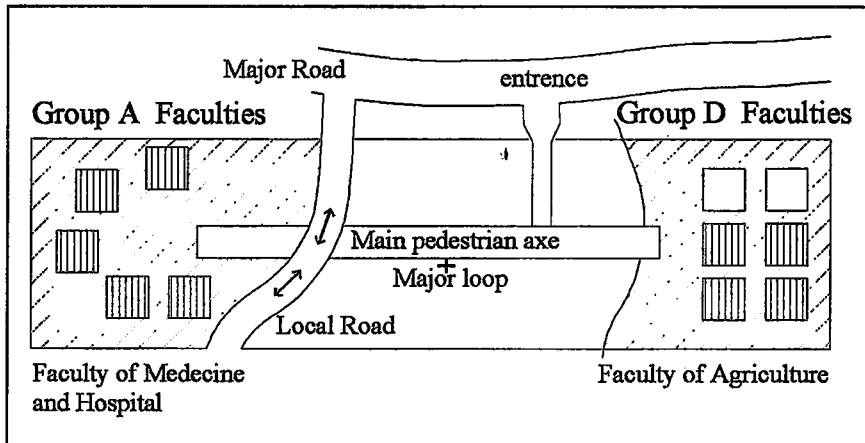 Major Road
entrence
Group A Faculties
Group D Faculties
Main pedestrian axe
Major loop
Local Road
Faculty of Medecine
and Hospital
Faculty of Agriculture